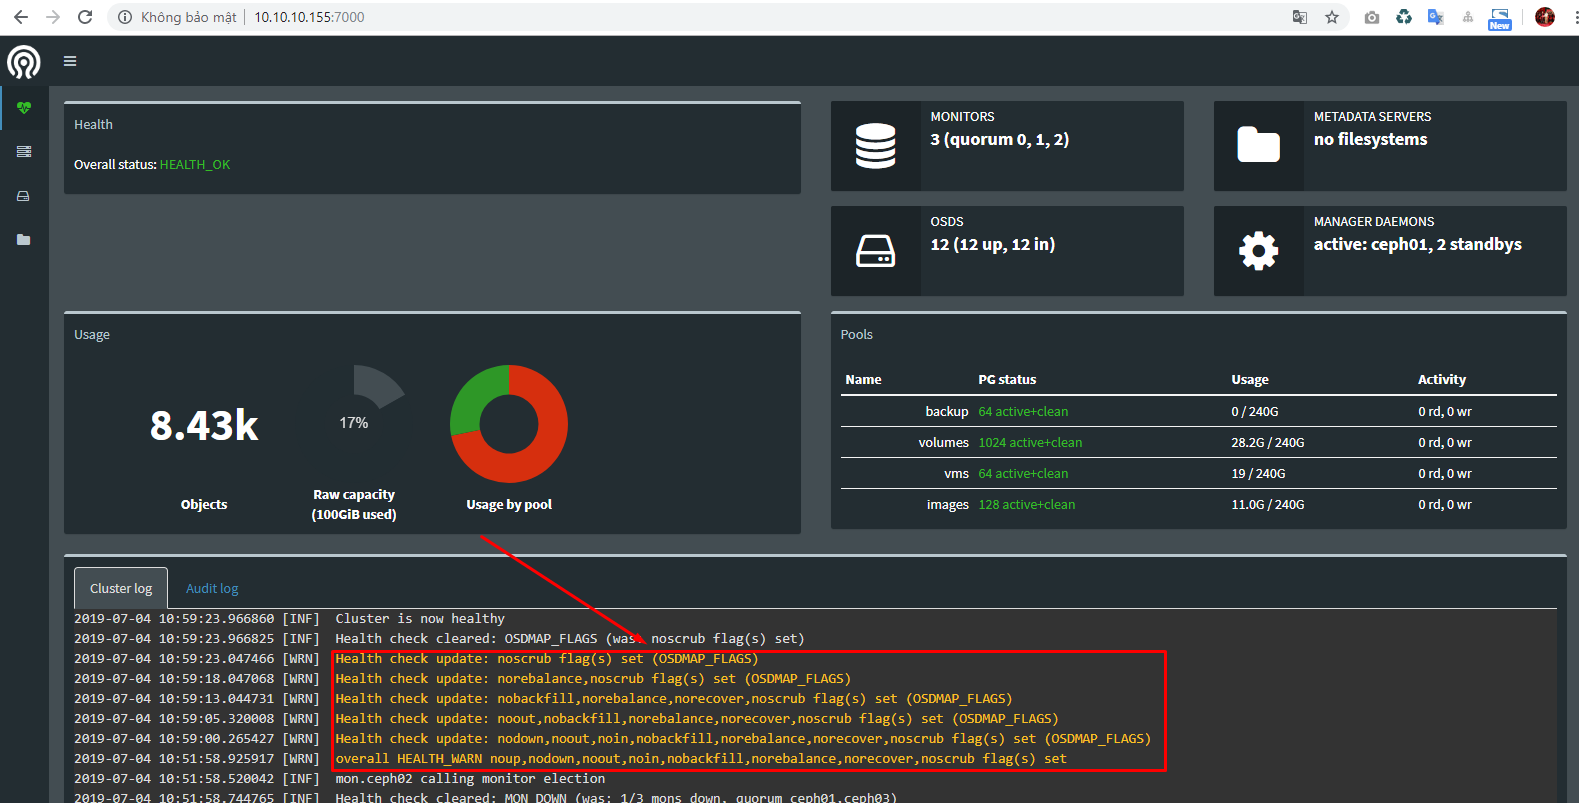 Không bảo mật | 10.10.10.155:7000
New
Health
Overall status: HEALTH_OK
MONITORS
3 (quorum 0, 1, 2)
METADATA SERVERS
no filesystems
OSDS
12 (12 up, 12 in)
MANAGER DAEMONS
active: ceph01, 2 standbys
Usage
8.43k
Objects
17%
Raw capacity
(100GiB used)
Usage by pool
Pools
Name PG status Usage Activity
backup 64 active+clean 0 / 240G 0 rd, 0 wr
volumes 1024 active+clean 28.2G / 240G 0 rd, 0 wr
vms 64 active+clean 19 / 240G 0 rd, 0 wr
images 128 active+clean 11.0G / 240G 0 rd, 0 wr
Cluster log Audit log
2019-07-04 10:59:23.966860 [INF] Cluster is now healthy
2019-07-04 10:59:23.966825 [INF] Health check cleared: OSDMAP_FLAGS (was: noscrub flag(s) set)
2019-07-04 10:59:23.047466 [WRN] Health check update: noscrub flag(s) set (OSDMAP_FLAGS)
2019-07-04 10:59:18.047068 [WRN] Health check update: norebalance,noscrub flag(s) set (OSDMAP_FLAGS)
2019-07-04 10:59:13.044731 [WRN] Health check update: nobackfill,norebalance,norecover,noscrub flag(s) set (OSDMAP_FLAGS)
2019-07-04 10:59:05.320008 [WRN] Health check update: noout,nobackfill,norebalance,norecover,noscrub flag(s) set (OSDMAP_FLAGS)
2019-07-04 10:59:00.265427 [WRN] Health check update: nodown,noout,noin,nobackfill,norebalance,norecover,noscrub flag(s) set (OSDMAP_FLAGS)
2019-07-04 10:51:58.925917 [WRN] overall HEALTH_WARN noup,nodown,noout,noin,nobackfill,norebalance,norecover,noscrub flag(s) set
2019-07-04 10:51:58.520042 [INF] mon.ceph02 calling monitor election
2019-07-04 10:51:58.744765 [INF] Health check cleared: MON_DOWN (was: 1/3 mons down, quorum ceph01,ceph03)